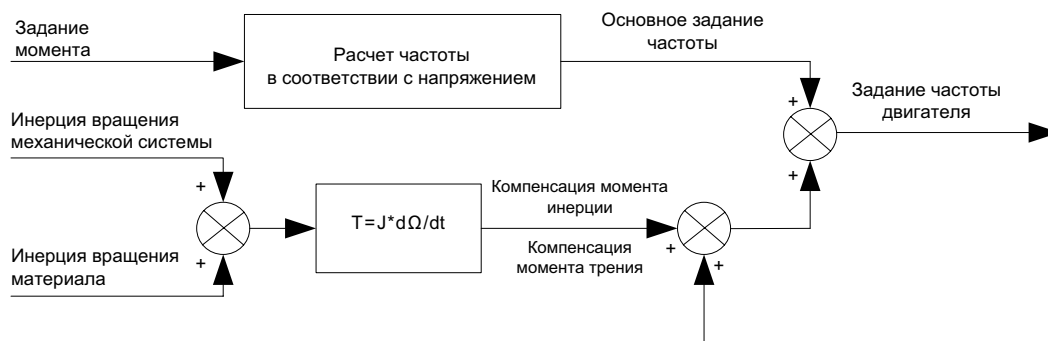 Задание
момента
Расчет частоты
в соответствии с напряжением
Основное задание
частоты
+
Задание частоты
двигателя
+
Инерция вращения
механической системы
+
Инерция вращения
материала
+
T=J*dΩ/dt
Компенсация момента
инерции
+
Компенсация
момента трения
+